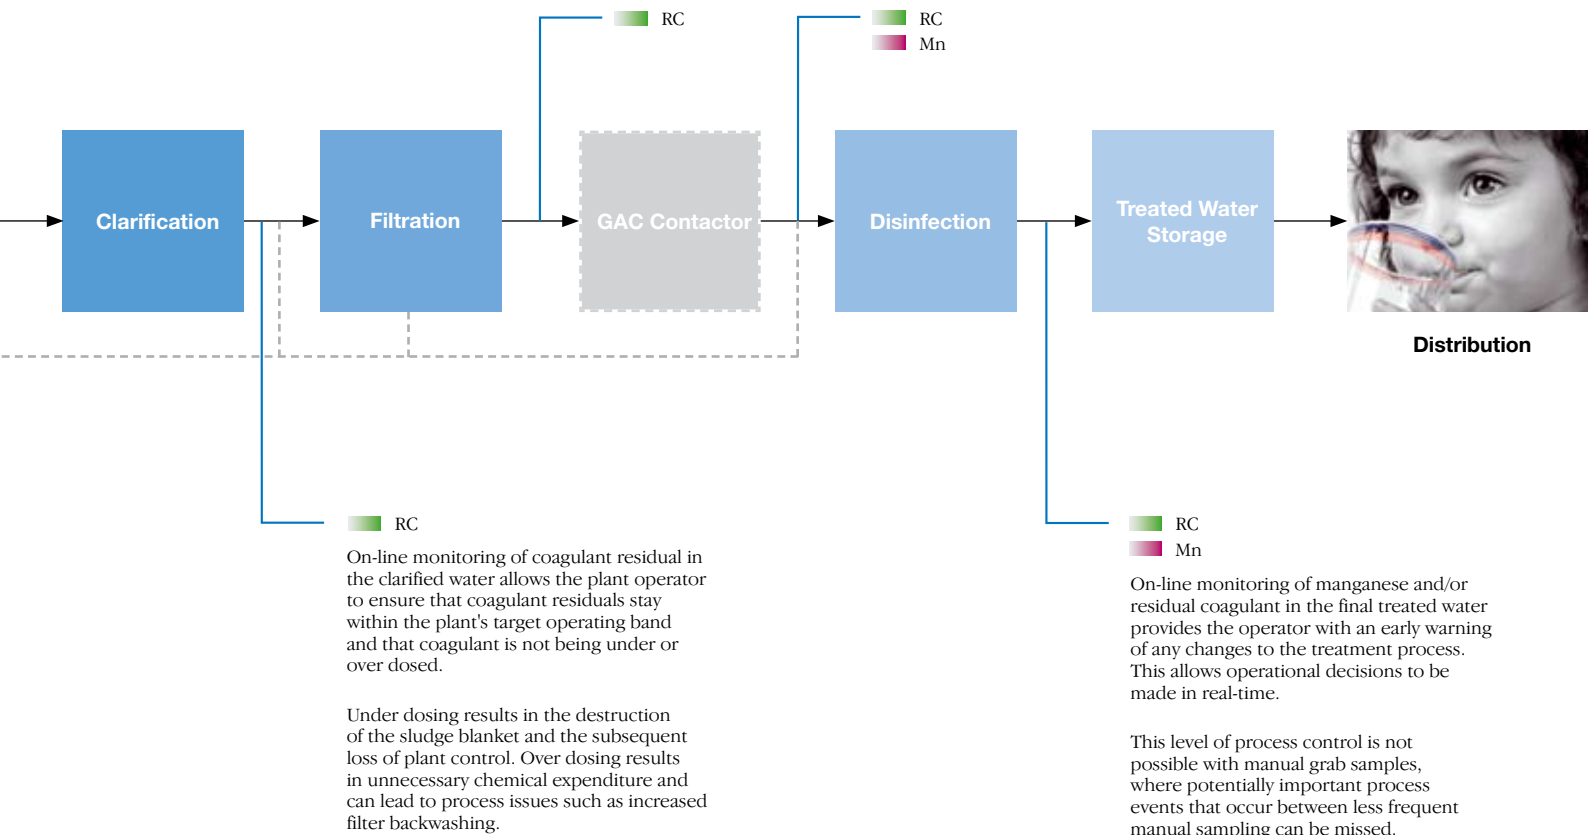 RC
RC
Mn
Clarification
Filtration
GAC Contactor
Disinfection
Treated Water
Storage
Distribution
RC
On-line monitoring of coagulant residual in
the clarified water allows the plant operator
to ensure that coagulant residuals stay
within the plant's target operating band
and that coagulant is not being under or
over dosed.
Under dosing results in the destruction
of the sludge blanket and the subsequent
loss of plant control. Over dosing results
in unnecessary chemical expenditure and
can lead to process issues such as increased
filter backwashing.
RC
Mn
On-line monitoring of manganese and/or
residual coagulant in the final treated water
provides the operator with an early warning
of any changes to the treatment process.
This allows operational decisions to be
made in real-time.
This level of process control is not
possible with manual grab samples,
where potentially important process
events that occur between less frequent
manual sampling can be missed.